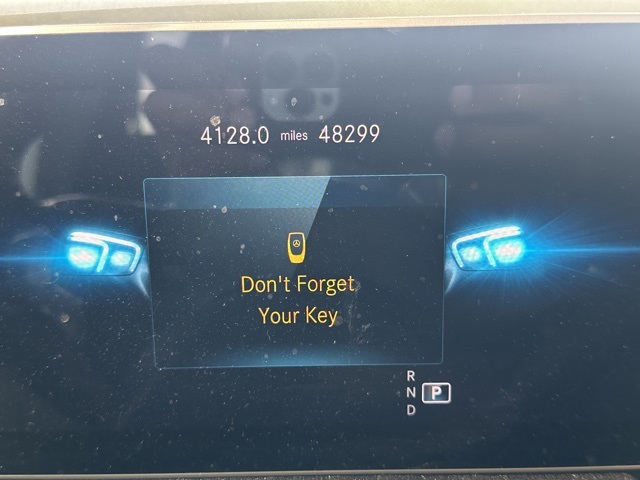 4128.0 miles 48299
Don't Forget
Your Key
R
N P
D